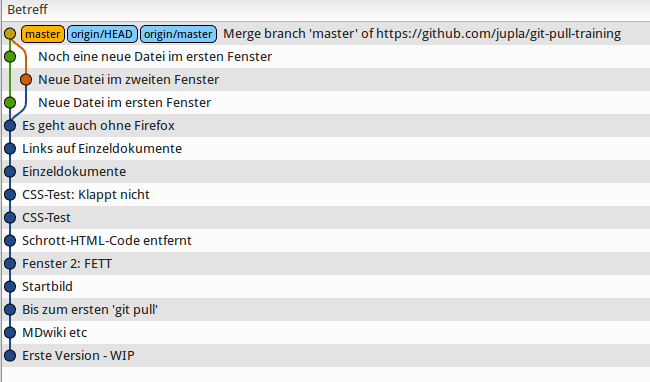 Betreff
master origin/HEAD origin/master Merge branch 'master' of https://github.com/jupla/git-pull-training
Noch eine neue Datei im ersten Fenster
Neue Datei im zweiten Fenster
Neue Datei im ersten Fenster
Es geht auch ohne Firefox
Links auf Einzeldokumente
Einzeldokumente
CSS-Test: Klappt nicht
CSS-Test
Schrott-HTML-Code entfernt
Fenster 2: FETT
Startbild
Bis zum ersten 'git pull'
MDwiki etc
Erste Version - WIP